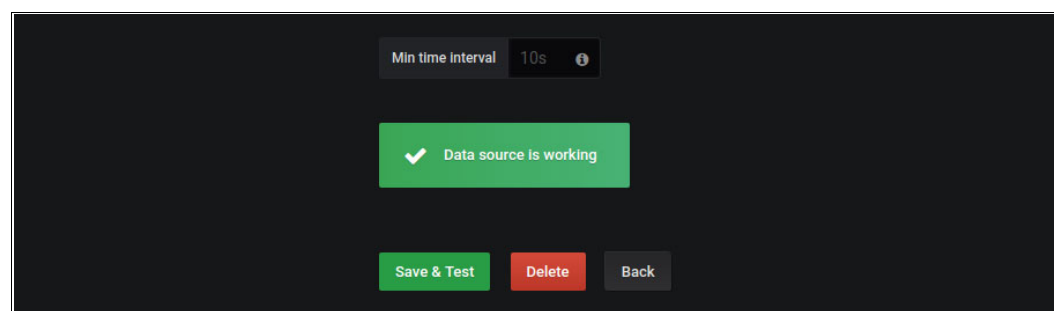 Min time interval 10s
Data source is working
Save & Test Delete Back